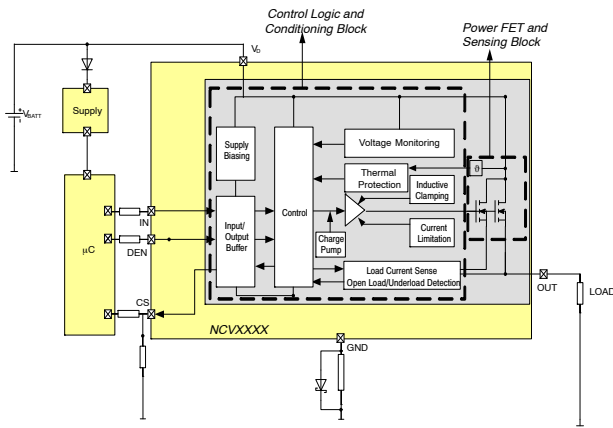 Control Logic and
Conditioning Block
Power FET and
Sensing Block
VD
VBATT
Supply
Supply
Biasing
Voltage Monitoring
Thermal
Protection
ϑ
Inductive
Clamping
µC
IN
DEN
CS
Input/
Output
Buffer
Control
Charge
Pump
Current
Limitation
Load Current Sense
Open Load/Underload Detection
OUT
LOAD
NCVXXXX
GND